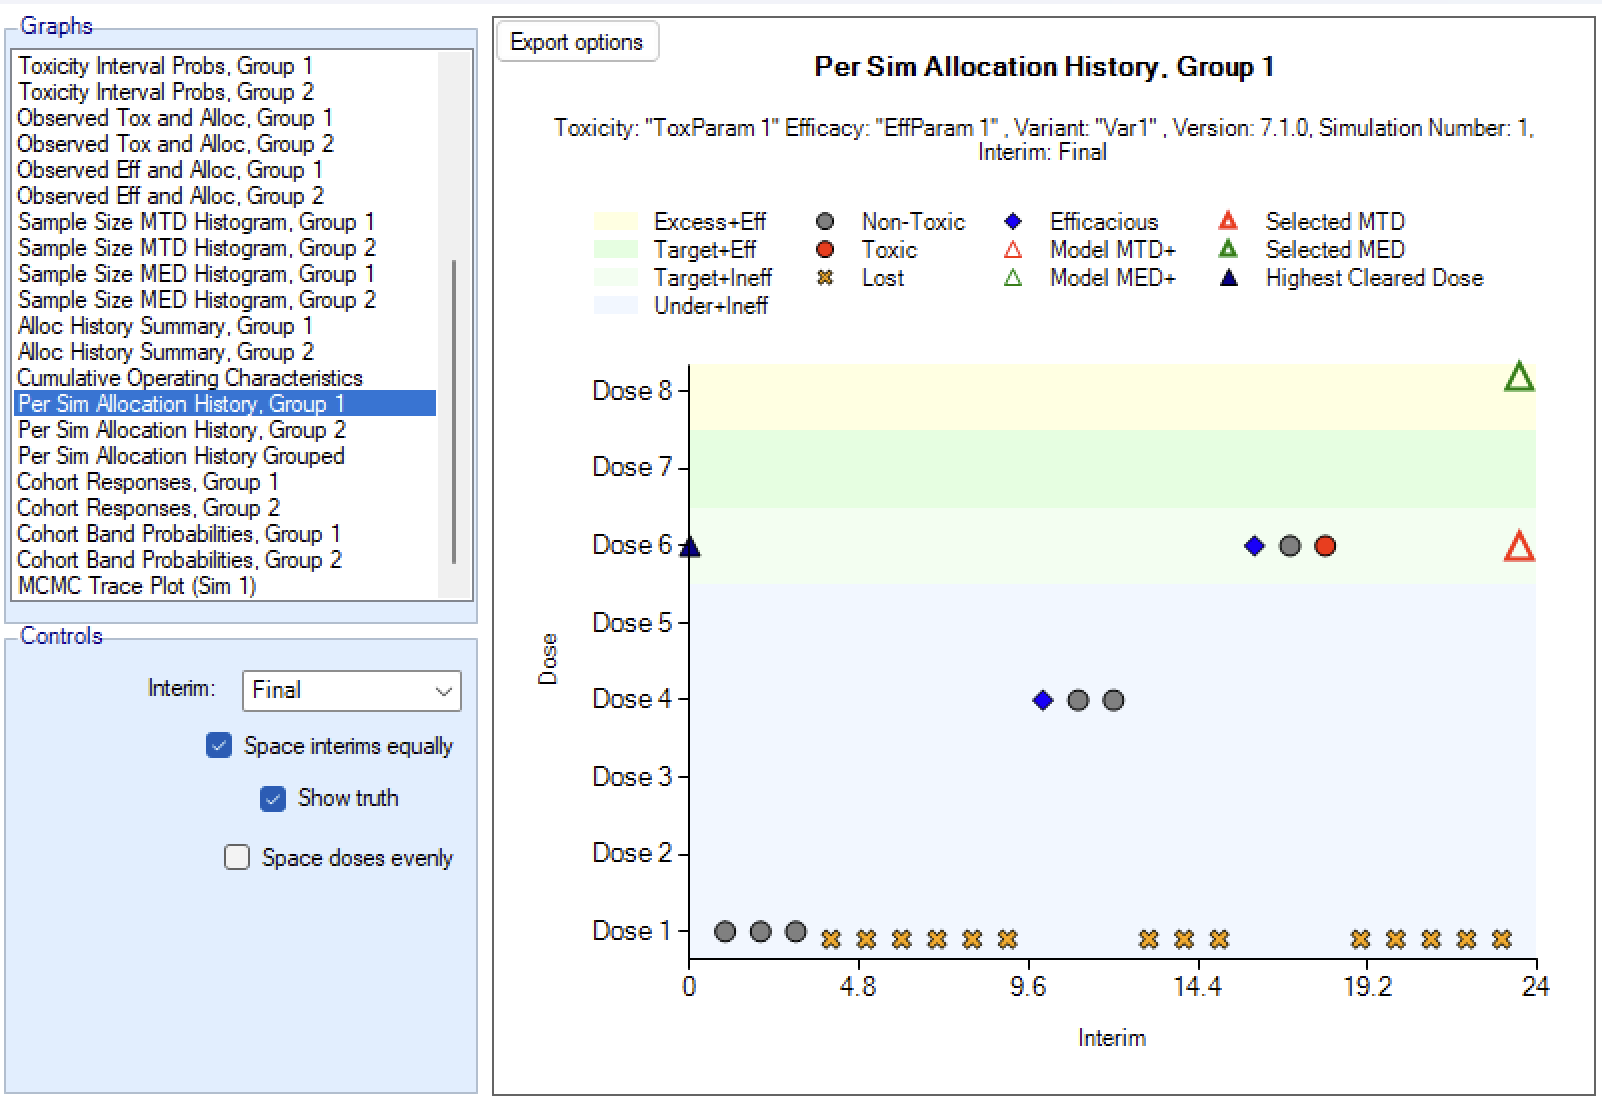 Graphs
Toxicity Interval Probs, Group 1
Toxicity Interval Probs, Group 2
Observed Tox and Alloc, Group 1
Observed Tox and Alloc, Group 2
Observed Eff and Alloc, Group 1
Observed Eff and Alloc, Group 2
Sample Size MTD Histogram, Group 1
Sample Size MTD Histogram, Group 2
Sample Size MED Histogram, Group 1
Sample Size MED Histogram, Group 2
Alloc History Summary, Group 1
Alloc History Summary, Group 2
Cumulative Operating Characteristics
Per Sim Allocation History, Group 1
Per Sim Allocation History, Group 2
Per Sim Allocation History Grouped
Cohort Responses, Group 1
Cohort Responses, Group 2
Cohort Band Probabilities, Group 1
Cohort Band Probabilities, Group 2
MCMC Trace Plot (Sim 1)
Controls
Interim: Final
Space interims equally
Show truth
Space doses evenly
Export options
Per Sim Allocation History. Group 1
Toxicity: "ToxParam 1" Efficacy: "EffParam 1" , Variant: "Var1" , Version: 7.1.0, Simulation Number: 1,
Interim: Final
Excess+Eff Non-Toxic Efficacious Selected MTD
Target+Eff Toxic Model MTD+ Selected MED
Target+Ineff Lost Model MED+ Highest Cleared Dose
Under+Ineff
Dose 8
Dose 7
Dose 6
Dose 5
Dose 4
Dose 3
Dose 2
Dose 1
Dose
0 4.8 9.6 14.4 19.2 24
Interim